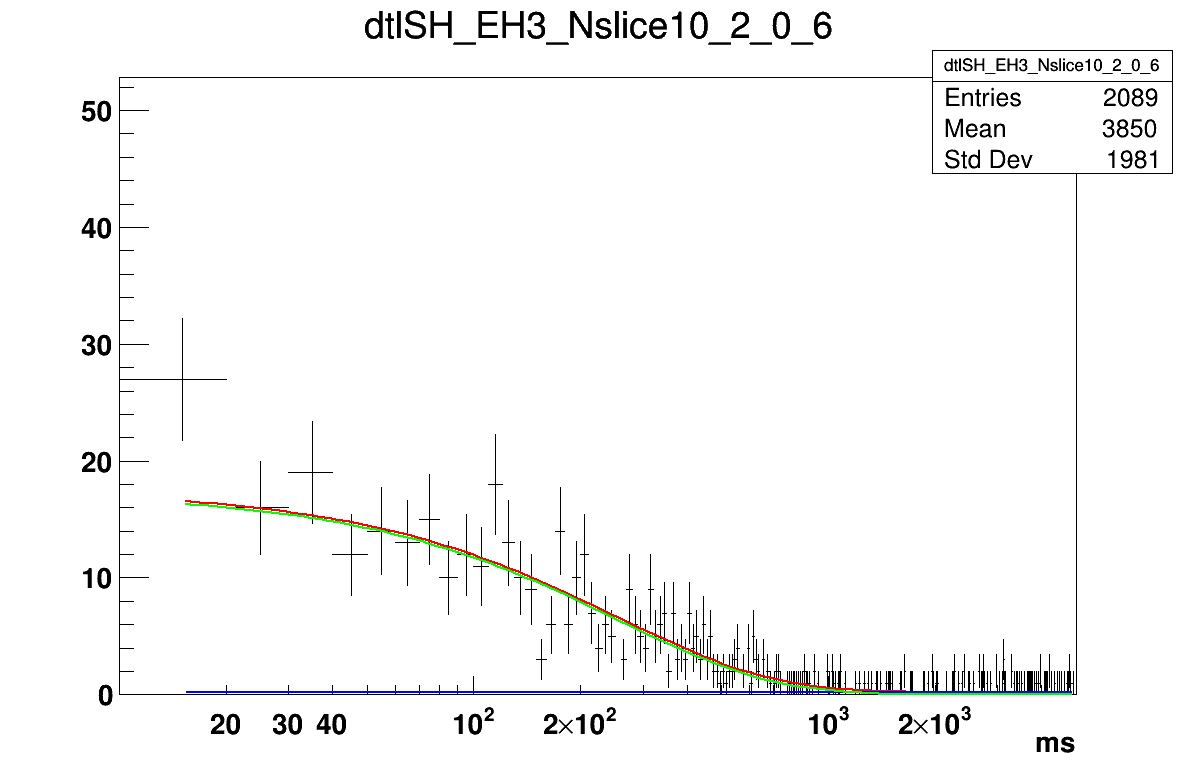 dtlSH_EH3_Nslice10_2_0_6
dtlSH_EH3_Nslice10_2_0_6
Entries 2089
Mean 3850
Std Dev 1981
50
40
30
20
10
0
20 30 40 10² 2×10² 10³ 2×10³
ms